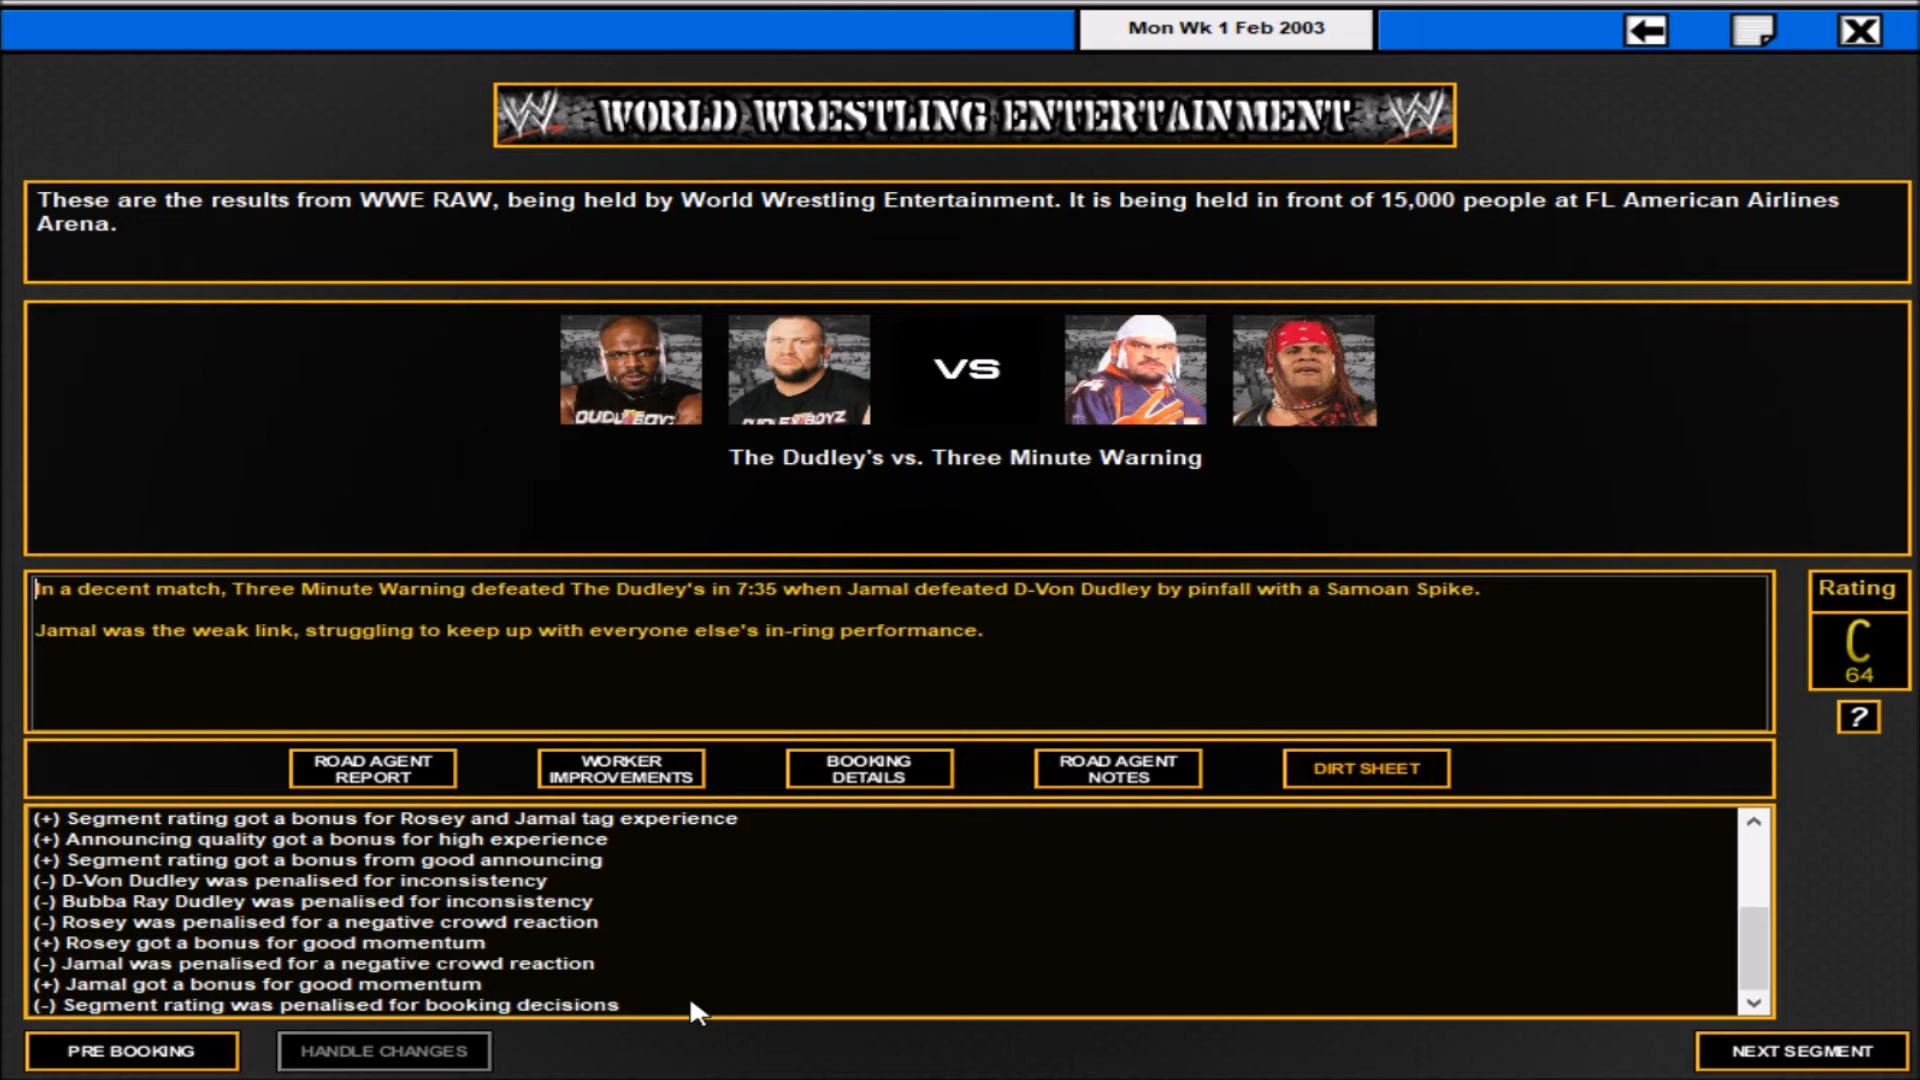 Mon Wk 1 Feb 2003
WORLD WRESTLING ENTERTAINMENT
These are the results from WWE RAW, being held by World Wrestling Entertainment. It is being held in front of 15,000 people at FL American Airlines
Arena.
VS
The Dudley's vs. Three Minute Warning
In a decent match, Three Minute Warning defeated The Dudley's in 7:35 when Jamal defeated D-Von Dudley by pinfall with a Samoan Spike.
Jamal was the weak link, struggling to keep up with everyone else's in-ring performance.
Rating
C
64
?
ROAD AGENT
REPORT
WORKER
IMPROVEMENTS
BOOKING
DETAILS
ROAD AGENT
NOTES
DIRT SHEET
(+) Segment rating got a bonus for Rosey and Jamal tag experience
(+) Announcing quality got a bonus for high experience
(+) Segment rating got a bonus from good announcing
(-) D-Von Dudley was penalised for inconsistency
(-) Bubba Ray Dudley was penalised for inconsistency
(-) Rosey was penalised for a negative crowd reaction
(+) Rosey got a bonus for good momentum
(-) Jamal was penalised for a negative crowd reaction
(+) Jamal got a bonus for good momentum
(-) Segment rating was penalised for booking decisions
PRE BOOKING
HANDLE CHANGES
NEXT SEGMENT